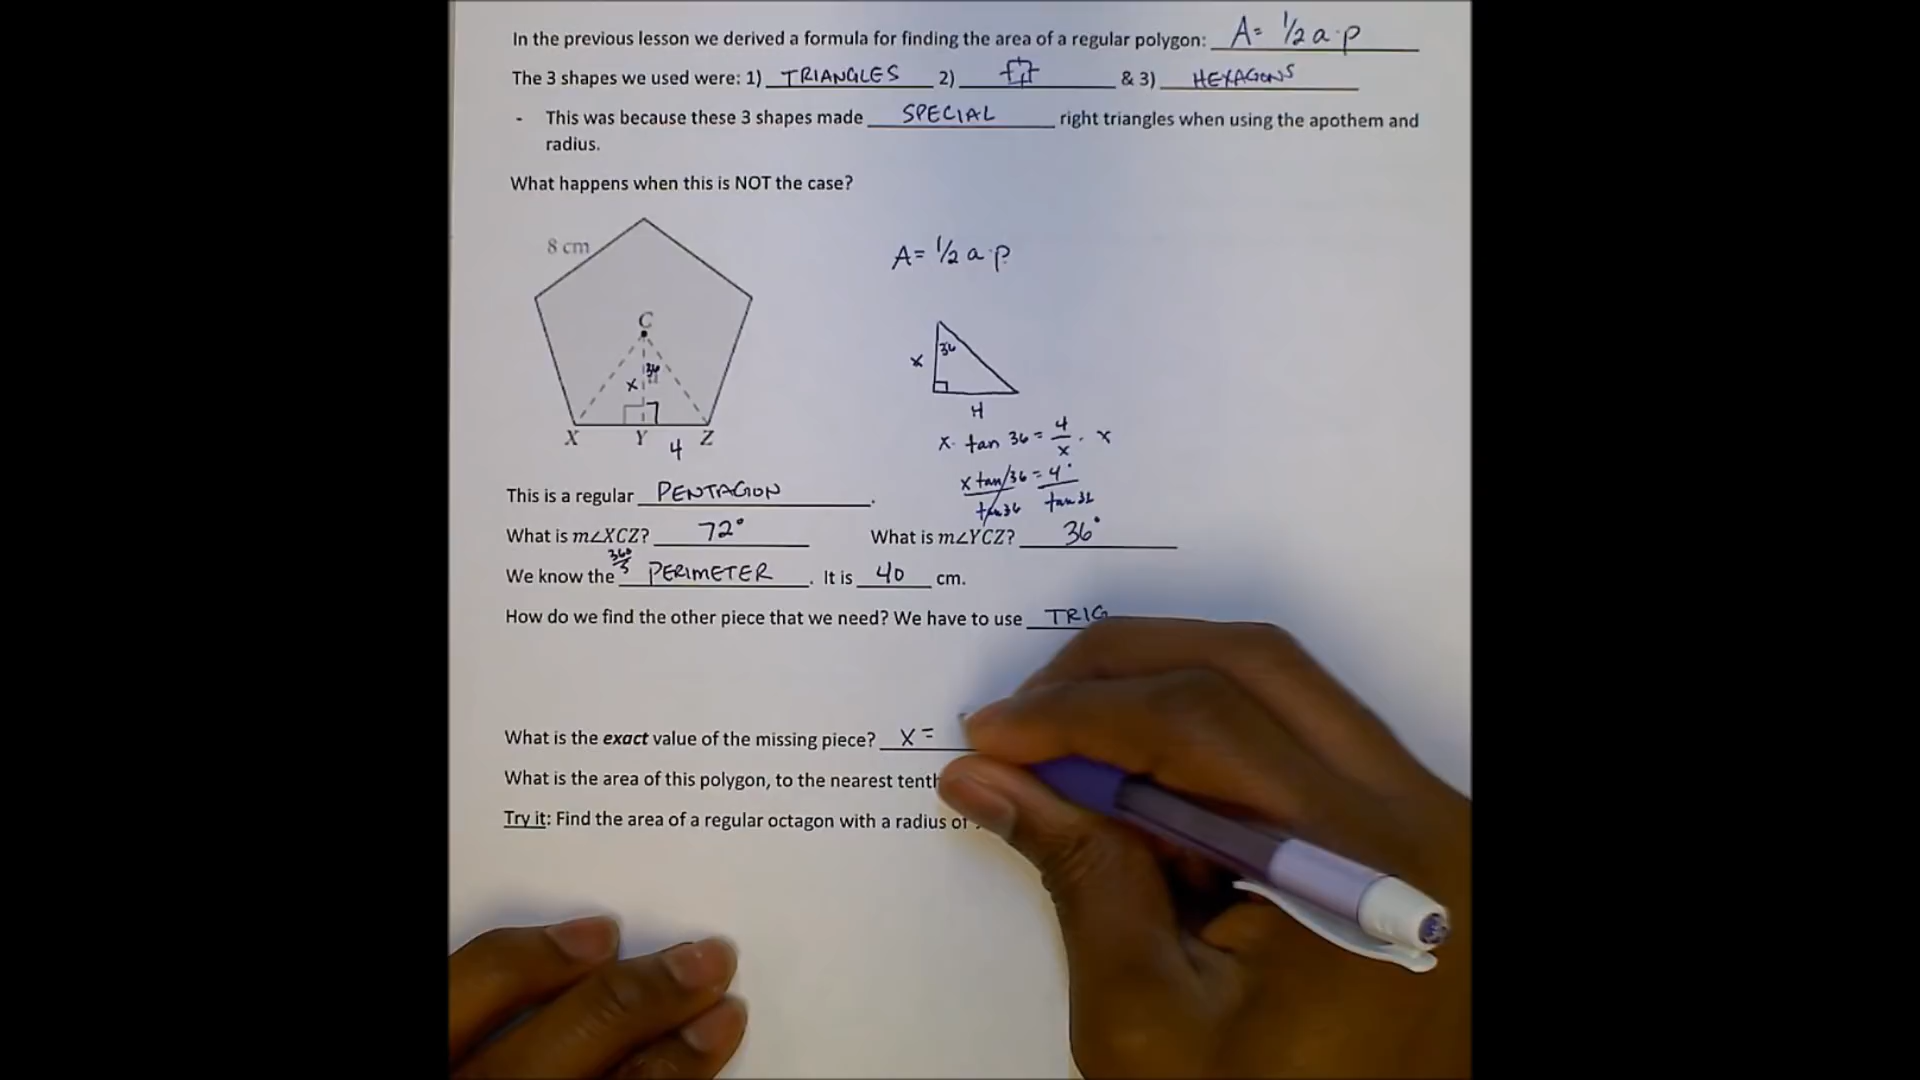 In the previous lesson we derived a formula for finding the area of a regular polygon: A= 1/2 a·p
The 3 shapes we used were: 1) TRIANGLES 2) & 3) HEXAGONS
- This was because these 3 shapes made SPECIAL right triangles when using the apothem and
radius.
What happens when this is NOT the case?
8 cm
A= 1/2 a·p
C
36
x
X Y Z
4
x
36
H
x· tan 36 = 4/x · x
x tan 36 = 4
tan 36
This is a regular PENTAGON.
What is m∠XCZ? 72° What is m∠YCZ? 36°
360/5
We know the PERIMETER. It is 40 cm.
How do we find the other piece that we need? We have to use TRIG
What is the exact value of the missing piece? X =
What is the area of this polygon, to the nearest
Try it: Find the area of a regular octagon with a radius of